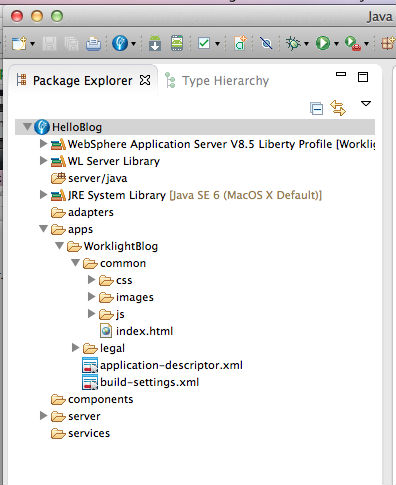 Java
Package Explorer
Type Hierarchy
HelloBlog
WebSphere Application Server V8.5 Liberty Profile [Workli
WL Server Library
server/java
JRE System Library [Java SE 6 (MacOS X Default)]
adapters
apps
WorklightBlog
common
css
images
js
index.html
legal
application-descriptor.xml
build-settings.xml
components
server
services